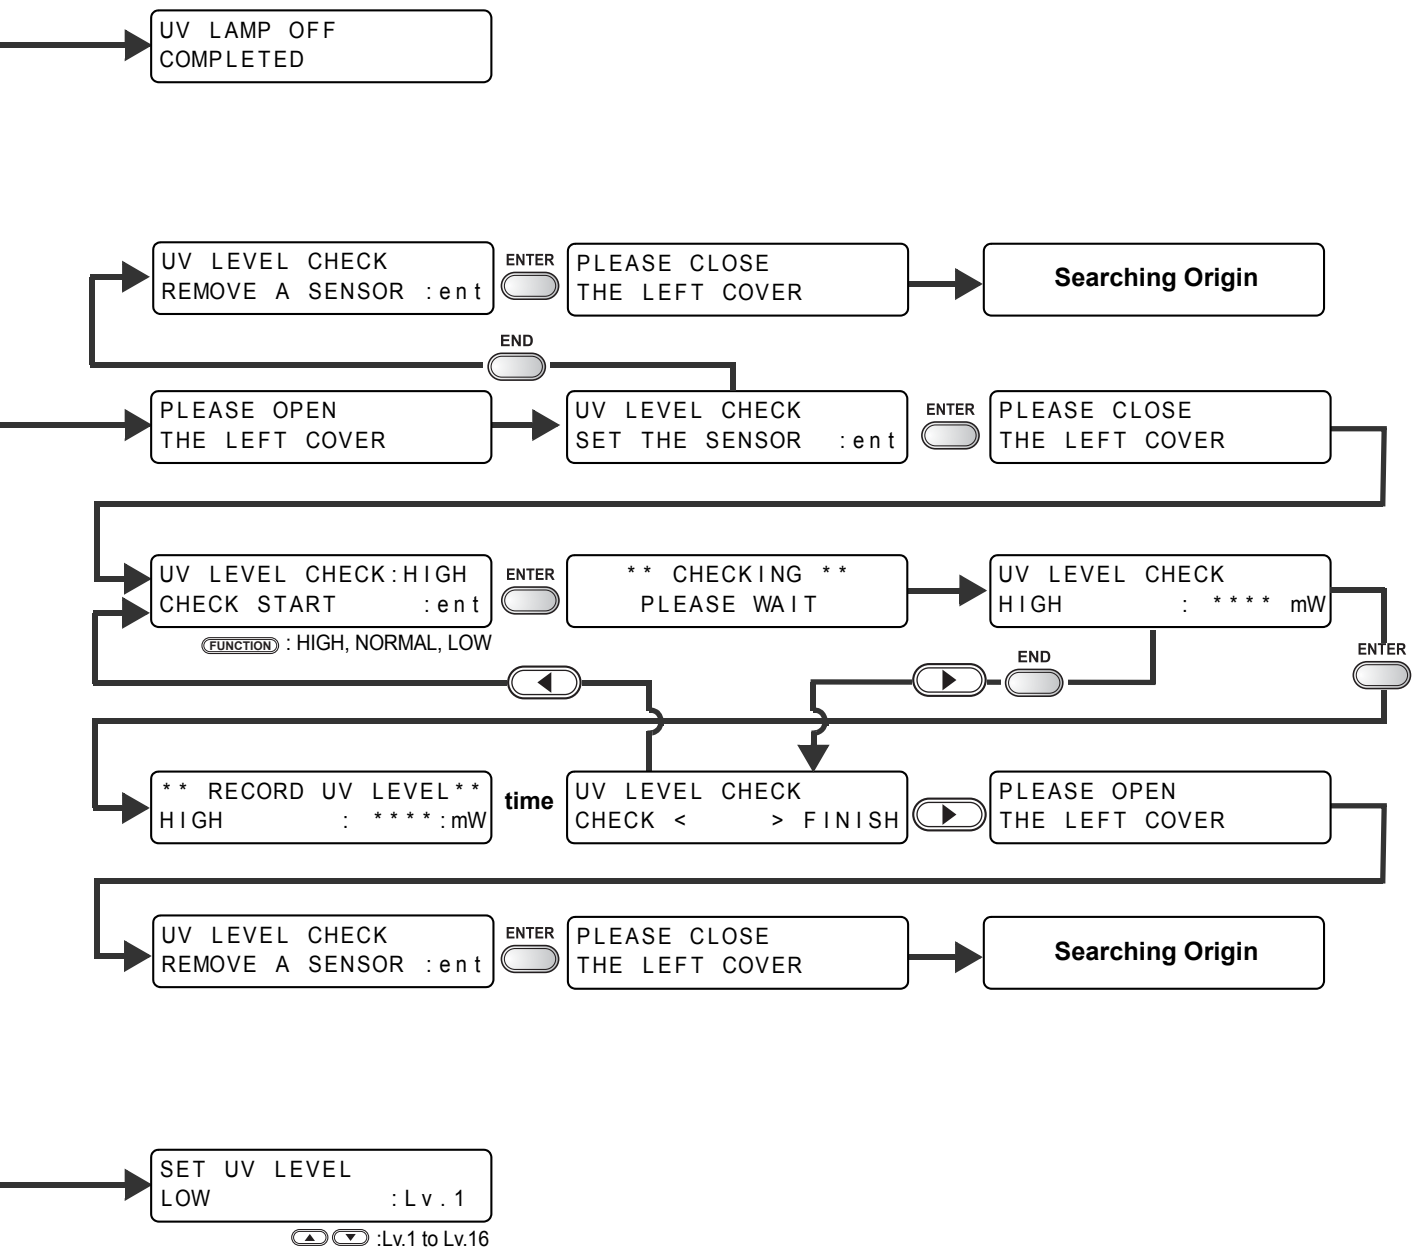 UV LAMP OFF
COMPLETED
UV LEVEL CHECK
REMOVE A SENSOR :ent
ENTER
PLEASE CLOSE
THE LEFT COVER
Searching Origin
END
PLEASE OPEN
THE LEFT COVER
UV LEVEL CHECK
SET THE SENSOR :ent
ENTER
PLEASE CLOSE
THE LEFT COVER
UV LEVEL CHECK:HIGH
CHECK START :ent
FUNCTION : HIGH, NORMAL, LOW
ENTER
** CHECKING **
PLEASE WAIT
UV LEVEL CHECK
HIGH : **** mW
END
ENTER
** RECORD UV LEVEL**
HIGH : ****:mW
time
UV LEVEL CHECK
CHECK < > FINISH
PLEASE OPEN
THE LEFT COVER
UV LEVEL CHECK
REMOVE A SENSOR :ent
ENTER
PLEASE CLOSE
THE LEFT COVER
Searching Origin
SET UV LEVEL
LOW :Lv.1
:Lv.1 to Lv.16